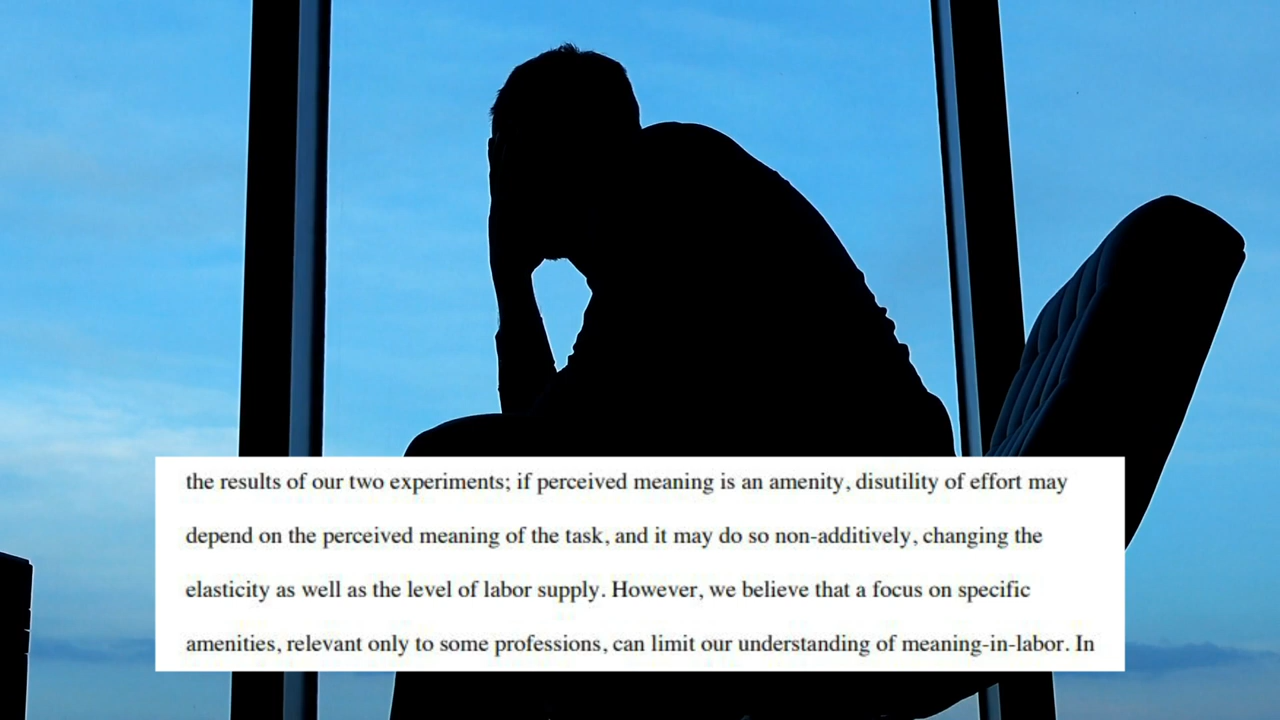 the results of our two experiments; if perceived meaning is an amenity, disutility of effort may
depend on the perceived meaning of the task, and it may do so non-additively, changing the
elasticity as well as the level of labor supply. However, we believe that a focus on specific
amenities, relevant only to some professions, can limit our understanding of meaning-in-labor. In